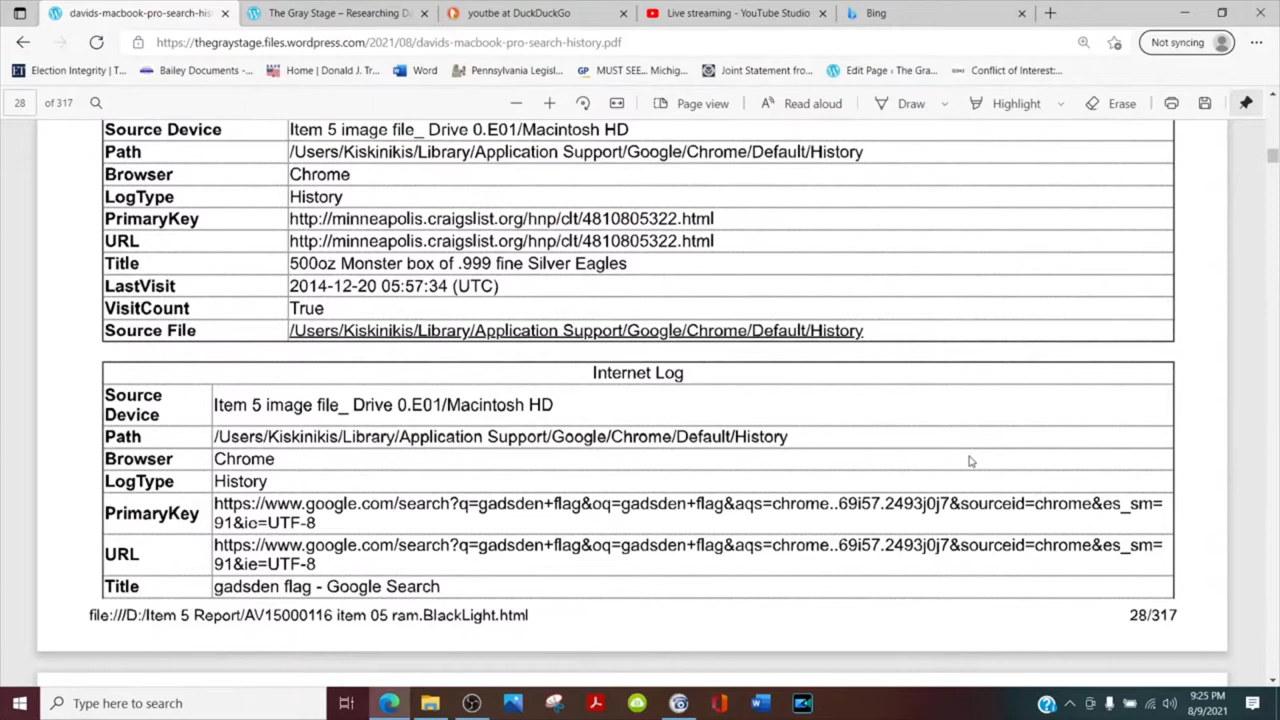 davids-macbook-pro-search-his
The Gray Stage – Researching Da
youtbe at DuckDuckGo
Live streaming - YouTube Studio
Bing
https://thegraystage.files.wordpress.com/2021/08/davids-macbook-pro-search-history.pdf
Not syncing
Election Integrity | T...
Bailey Documents -...
Home | Donald J. Tr...
Word
Pennsylvania Legisl...
GP MUST SEE... Michig...
Joint Statement fro...
Edit Page ‹ The Gra...
Conflict of Interest:...
28 of 317
Page view
Read aloud
Draw
Highlight
Erase
Source Device Item 5 image file_ Drive 0.E01/Macintosh HD
Path /Users/Kiskinikis/Library/Application Support/Google/Chrome/Default/History
Browser Chrome
LogType History
PrimaryKey http://minneapolis.craigslist.org/hnp/clt/4810805322.html
URL http://minneapolis.craigslist.org/hnp/clt/4810805322.html
Title 500oz Monster box of .999 fine Silver Eagles
LastVisit 2014-12-20 05:57:34 (UTC)
VisitCount True
Source File /Users/Kiskinikis/Library/Application Support/Google/Chrome/Default/History
Internet Log
Source
Device
Item 5 image file_ Drive 0.E01/Macintosh HD
Path /Users/Kiskinikis/Library/Application Support/Google/Chrome/Default/History
Browser Chrome
LogType History
PrimaryKey
https://www.google.com/search?q=gadsden+flag&oq=gadsden+flag&aqs=chrome..69i57.2493j0j7&sourceid=chrome&es_sm=
91&ie=UTF-8
URL
https://www.google.com/search?q=gadsden+flag&oq=gadsden+flag&aqs=chrome..69i57.2493j0j7&sourceid=chrome&es_sm=
91&ie=UTF-8
Title gadsden flag - Google Search
file:///D:/Item 5 Report/AV15000116 item 05 ram.BlackLight.html 28/317
Type here to search
9:25 PM
8/9/2021